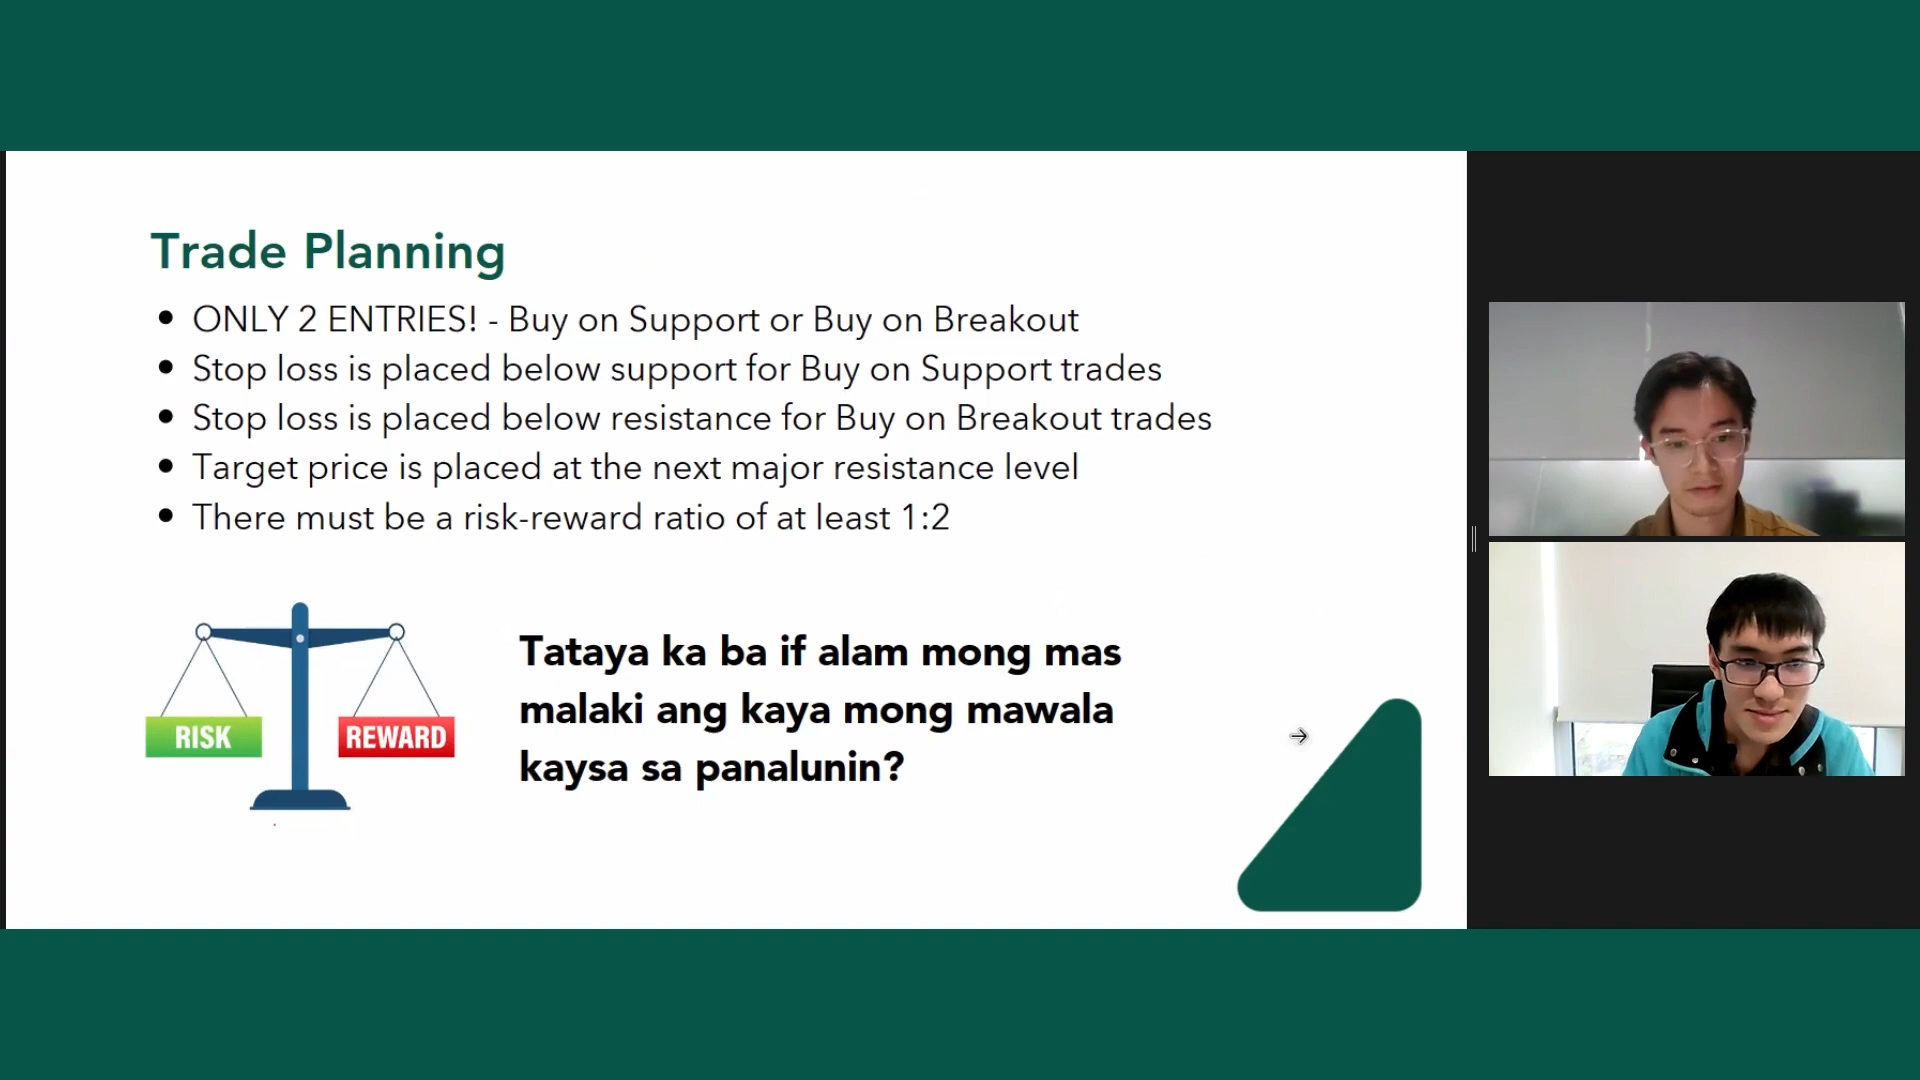 Trade Planning
ONLY 2 ENTRIES! - Buy on Support or Buy on Breakout
Stop loss is placed below support for Buy on Support trades
Stop loss is placed below resistance for Buy on Breakout trades
Target price is placed at the next major resistance level
There must be a risk-reward ratio of at least 1:2
RISK
REWARD
Tataya ka ba if alam mong mas
malaki ang kaya mong mawala
kaysa sa panalunin?